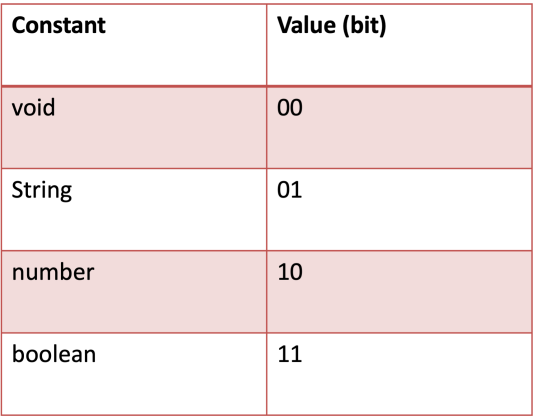 Constant Value (bit)
void 00
String 01
number 10
boolean 11